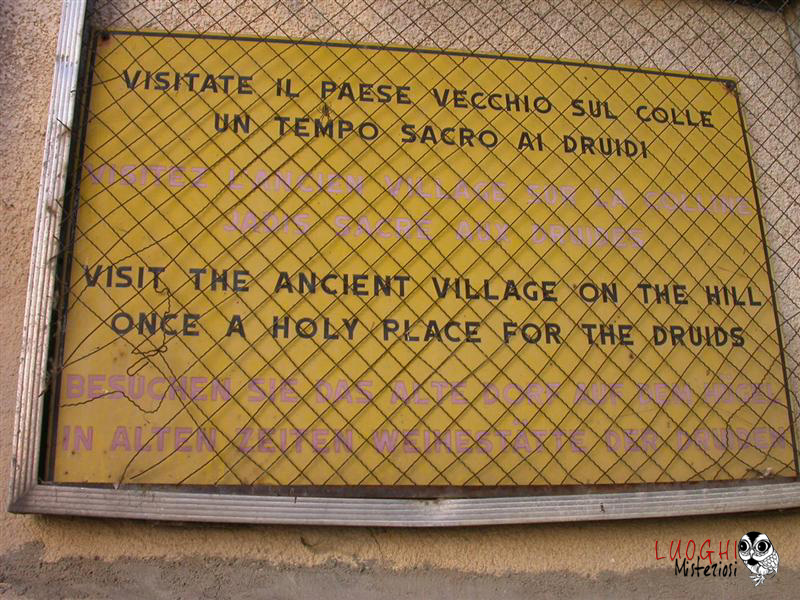 VISITATE IL PAESE VECCHIO SUL COLLE
UN TEMPO SACRO AI DRUIDI
VISITEZ L'ANCIEN VILLAGE SUR LA COLLINE
JADIS SACRÉ AUX DRUIDES
VISIT THE ANCIENT VILLAGE ON THE HILL
ONCE A HOLY PLACE FOR THE DRUIDS
BESUCHEN SIE DAS ALTE DORF AUF DEM HÜGEL
IN ALTEN ZEITEN WEIHESTÄTTE DER DRUIDEN
LUOGHI
Misteriosi